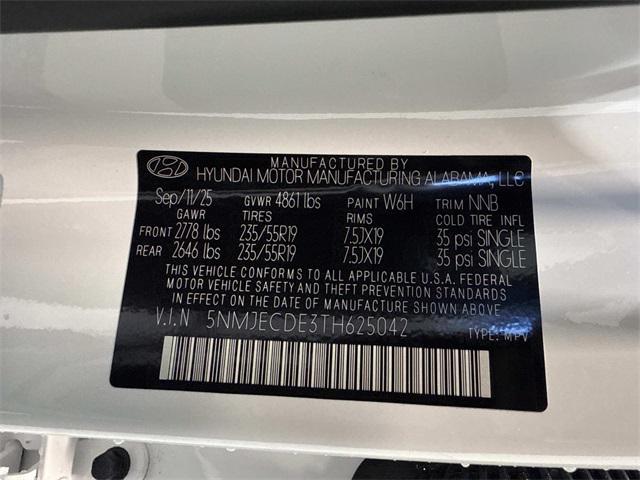 MANUFACTURED BY
HYUNDAI MOTOR MANUFACTURING ALABAMA, LLC
Sep/11/25 GVWR 4861 lbs PAINT W6H TRIM NNB
GAWR TIRES RIMS COLD TIRE INFL
FRONT 2778 lbs 235/55R19 7.5JX19 35 psi SINGLE
REAR 2646 lbs 235/55R19 7.5JX19 35 psi SINGLE
THIS VEHICLE CONFORMS TO ALL APPLICABLE U.S.A. FEDERAL
MOTOR VEHICLE SAFETY AND THEFT PREVENTION STANDARDS
IN EFFECT ON THE DATE OF MANUFACTURE SHOWN ABOVE
V.I.N 5NMJECDE3TH625042 TYPE: MPV